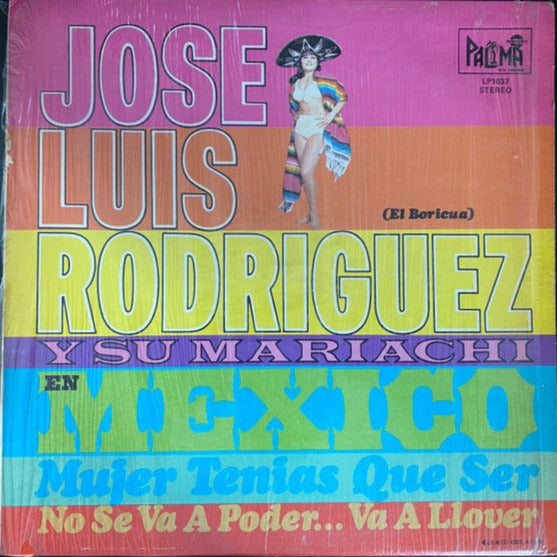 JOSE
PALMA
LP1037
STEREO
LUIS
(El Boricua)
RODRIGUEZ
Y SU MARIACHI
EN
MEXICO
Mujer Tenias Que Ser
No Se Va A Poder... Va A Llover